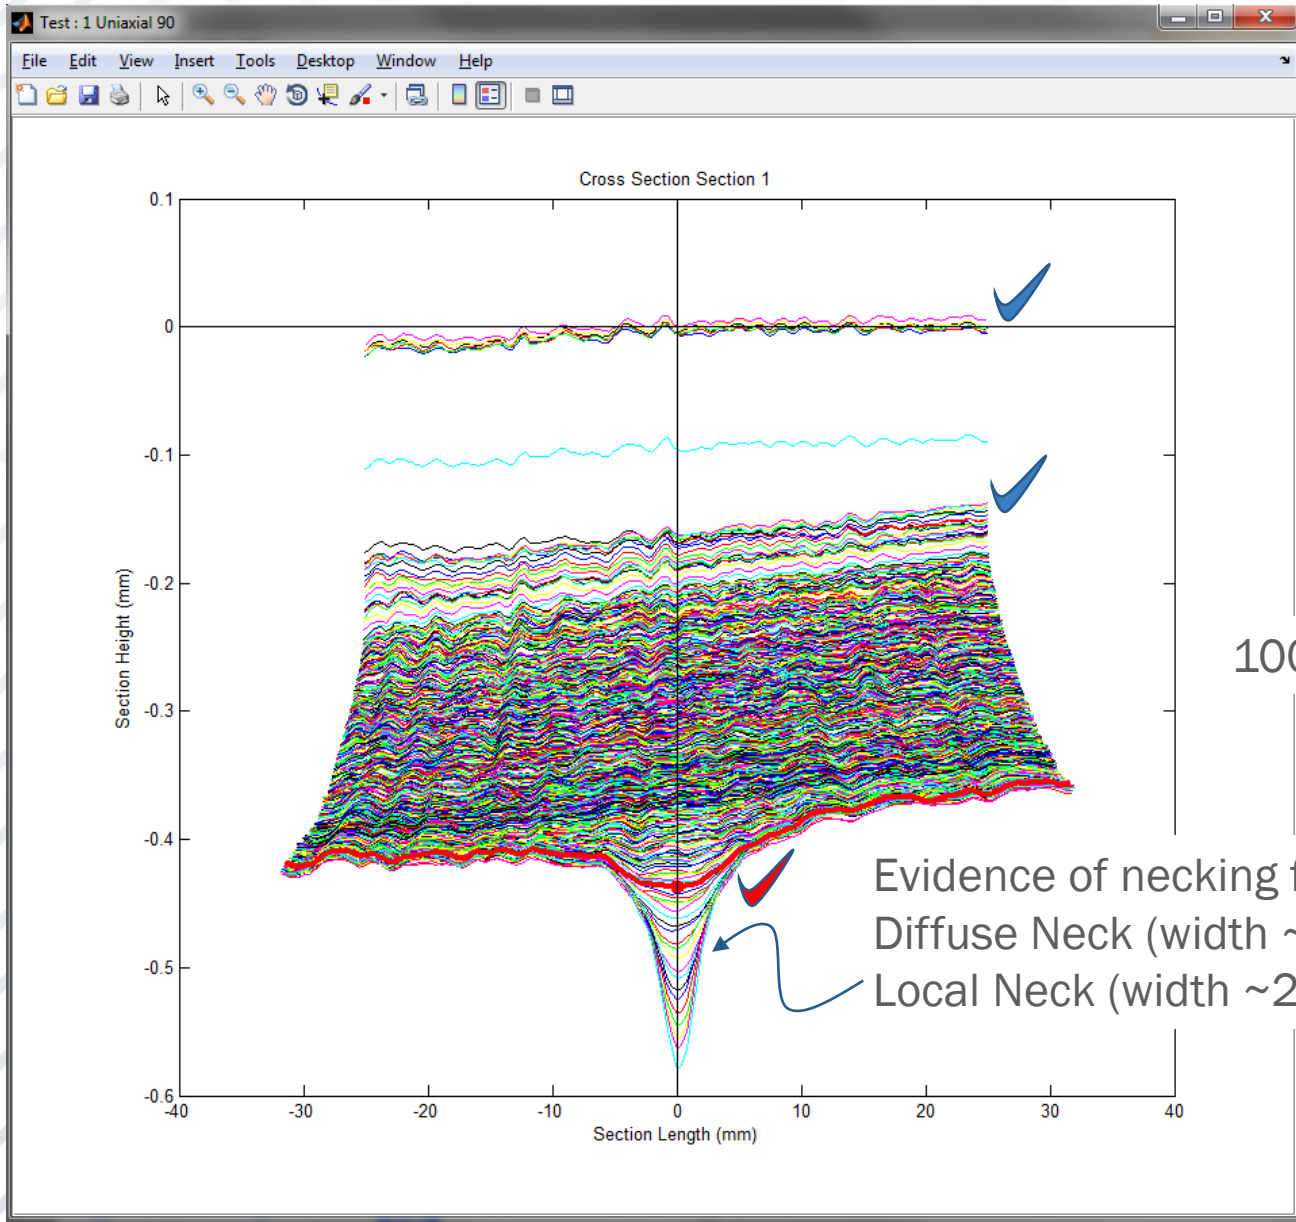 Test : 1 Uniaxial 90
File Edit View Insert Tools Desktop Window Help
Cross Section Section 1
0.1
0
-0.1
-0.2
-0.3
-0.4
-0.5
-0.6
Section Height (mm)
-40 -30 -20 -10 0 10 20 30 40
Section Length (mm)
100
Evidence of necking f
Diffuse Neck (width ~
Local Neck (width ~2